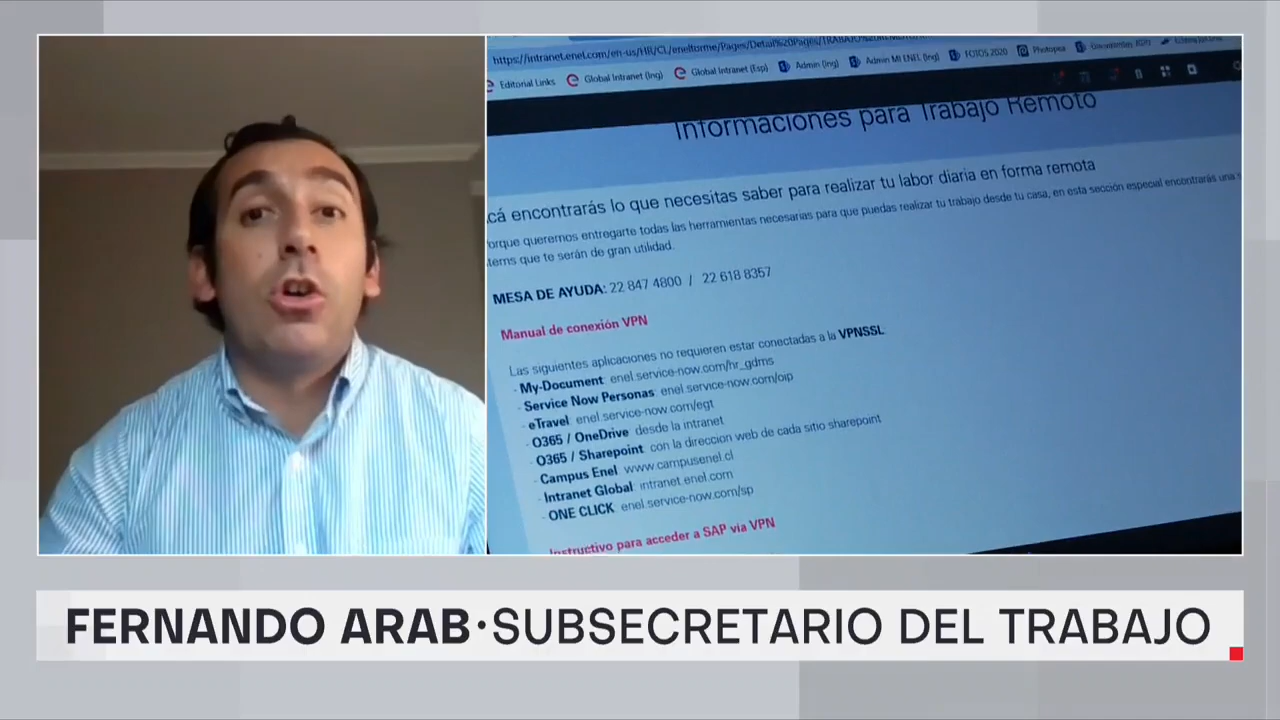 https://intranet.enel.com/en-us/HR/CL/enelforme/Pages/Detail%20Pages/
Editorial Links Global Intranet (Ing) Global Intranet (Esp) Admin (Ing) Admin MI ENEL (Ing) FOTOS 2020 Photopea
Informaciones para Trabajo Remoto
cá encontrarás lo que necesitas saber para realizar tu labor diaria en forma remota
orque queremos entregarte todas las herramientas necesarias para que puedas realizar tu trabajo desde tu casa, en esta sección especial encontrarás una s
tems que te serán de gran utilidad.
MESA DE AYUDA: 22 847 4800 / 22 618 8357
Manual de conexión VPN
Las siguientes aplicaciones no requieren estar conectadas a la VPNSSL:
- My-Document: enel.service-now.com/hr_gdms
- Service Now Personas: enel.service-now.com/oip
- eTravel: enel.service-now.com/egt
- O365 / OneDrive desde la intranet
- O365 / Sharepoint: con la direccion web de cada sitio sharepoint
- Campus Enel www.campusenel.cl
- Intranet Global: intranet.enel.com
- ONE CLICK: enel.service-now.com/sp
Instructivo para acceder a SAP via VPN
FERNANDO ARAB·SUBSECRETARIO DEL TRABAJO